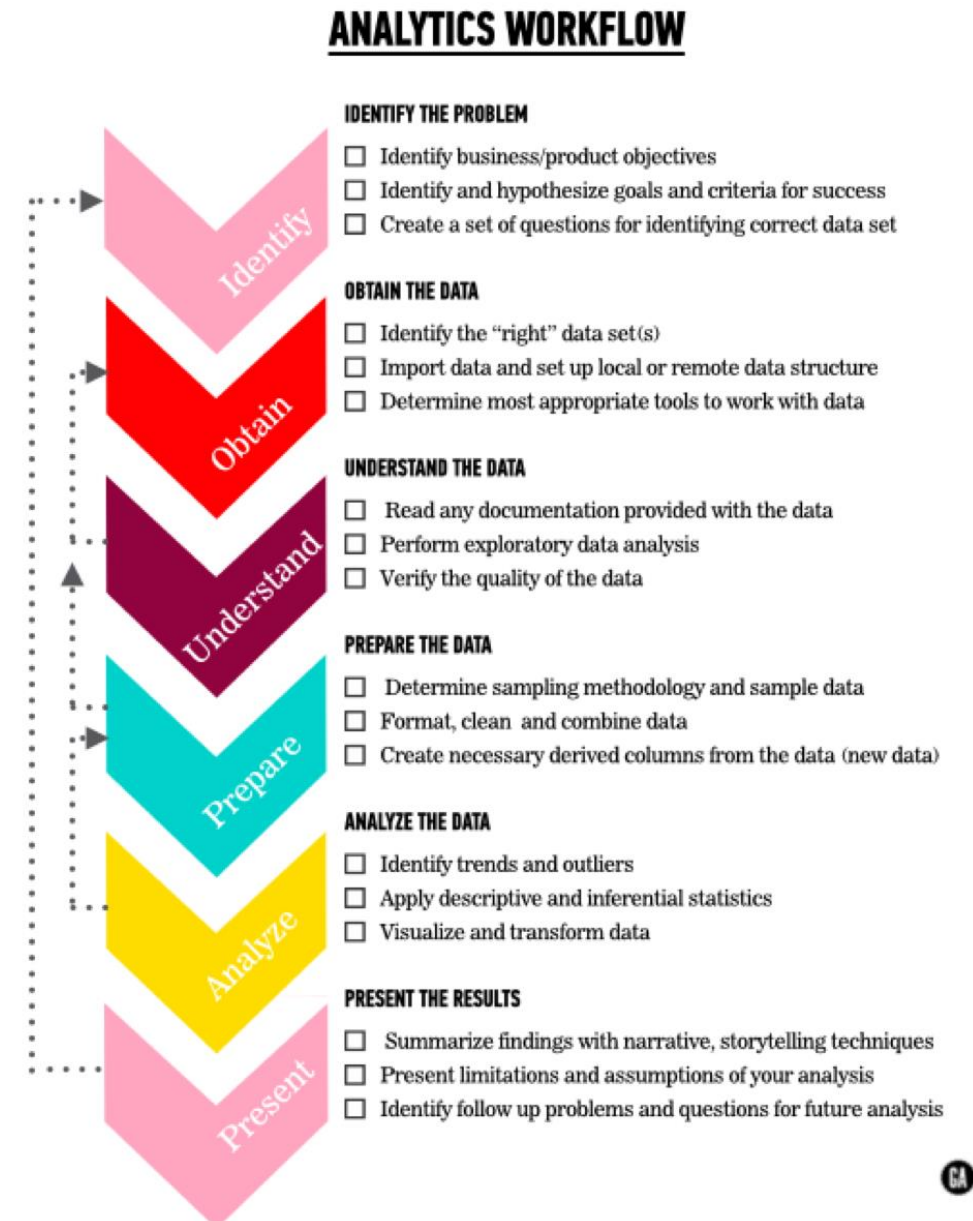 ANALYTICS WORKFLOW
IDENTIFY THE PROBLEM
Identify business/product objectives
Identify and hypothesize goals and criteria for success
Create a set of questions for identifying correct data set
Identify
OBTAIN THE DATA
Identify the “right” data set(s)
Import data and set up local or remote data structure
Determine most appropriate tools to work with data
Obtain
UNDERSTAND THE DATA
Read any documentation provided with the data
Perform exploratory data analysis
Verify the quality of the data
Understand
PREPARE THE DATA
Determine sampling methodology and sample data
Format, clean and combine data
Create necessary derived columns from the data (new data)
Prepare
ANALYZE THE DATA
Identify trends and outliers
Apply descriptive and inferential statistics
Visualize and transform data
Analyze
PRESENT THE RESULTS
Summarize findings with narrative, storytelling techniques
Present limitations and assumptions of your analysis
Identify follow up problems and questions for future analysis
Present
GA